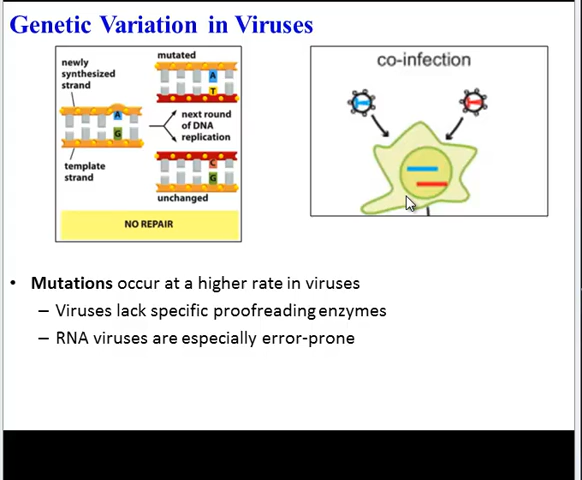 Genetic Variation in Viruses
newly
synthesized
strand
A
G
template
strand
mutated
A
T
next round
of DNA
replication
C
G
unchanged
NO REPAIR
co-infection
• Mutations occur at a higher rate in viruses
– Viruses lack specific proofreading enzymes
– RNA viruses are especially error-prone